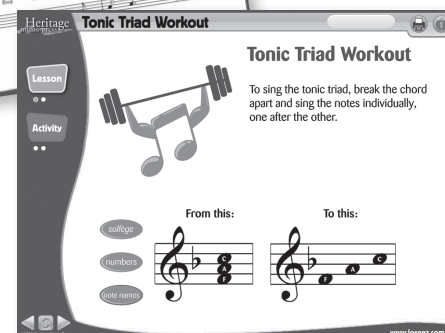 Heritage
music press
Tonic Triad Workout
Tonic Triad Workout
Lesson
To sing the tonic triad, break the chord
apart and sing the notes individually,
one after the other.
Activity
From this:
To this:
solfège
numbers
note names
C
A
F
F
A
C
www.lorenz.com